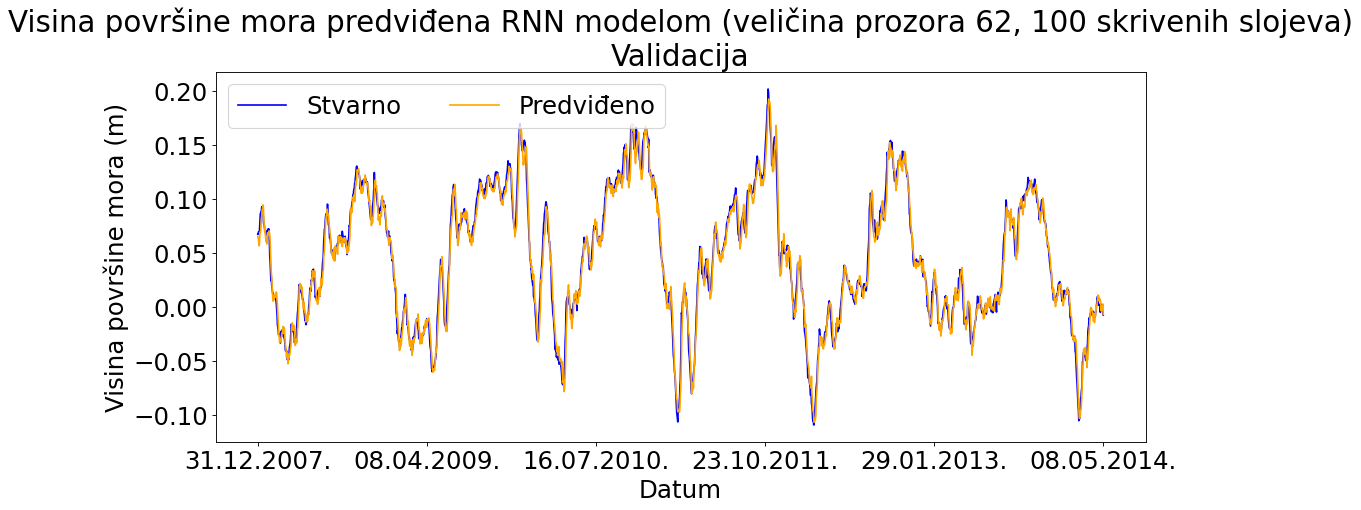 Visina površine mora predviđena RNN modelom (veličina prozora 62, 100 skrivenih slojeva)
Validacija
Stvarno Predviđeno
Visina površine mora (m)
0.20
0.15
0.10
0.05
0.00
−0.05
−0.10
31.12.2007. 08.04.2009. 16.07.2010. 23.10.2011. 29.01.2013. 08.05.2014.
Datum